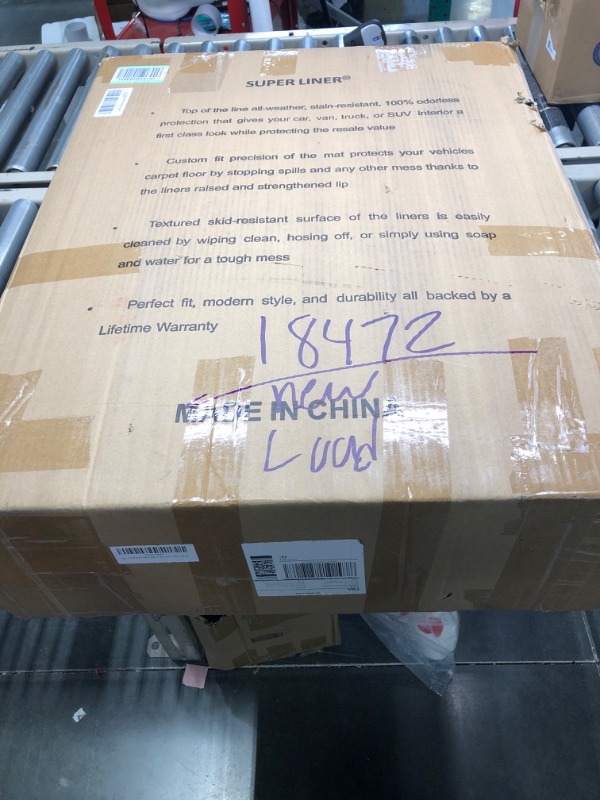 SUPER LINER®
• Top of the line all-weather, stain-resistant, 100% odorless
protection that gives your car, van, truck, or SUV interior a
first class look while protecting the resale value
• Custom fit precision of the mat protects your vehicles
carpet floor by stopping spills and any other mess thanks to
the liners raised and strengthened lip
• Textured skid-resistant surface of the liners is easily
cleaned by wiping clean, hosing off, or simply using soap
and water for a tough mess
• Perfect fit, modern style, and durability all backed by a
Lifetime Warranty
18472
new
MADE IN CHINA